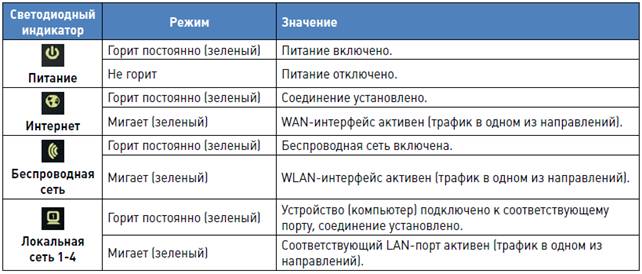 Светодиодный индикатор
Режим
Значение
Питание
Горит постоянно (зеленый)
Питание включено.
Не горит
Питание отключено.
Интернет
Горит постоянно (зеленый)
Соединение установлено.
Мигает (зеленый)
WAN-интерфейс активен (трафик в одном из направлений).
Беспроводная
сеть
Горит постоянно (зеленый)
Беспроводная сеть включена.
Мигает (зеленый)
WLAN-интерфейс активен (трафик в одном из направлений).
Локальная
сеть 1-4
Горит постоянно (зеленый)
Устройство (компьютер) подключено к соответствующему
порту, соединение установлено.
Мигает (зеленый)
Соответствующий LAN-порт активен (трафик в одном из
направлений).